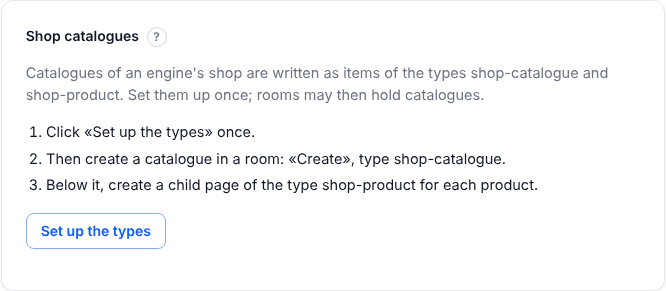 Shop catalogues ?
Catalogues of an engine's shop are written as items of the types shop-catalogue and
shop-product. Set them up once; rooms may then hold catalogues.
1. Click «Set up the types» once.
2. Then create a catalogue in a room: «Create», type shop-catalogue.
3. Below it, create a child page of the type shop-product for each product.
Set up the types